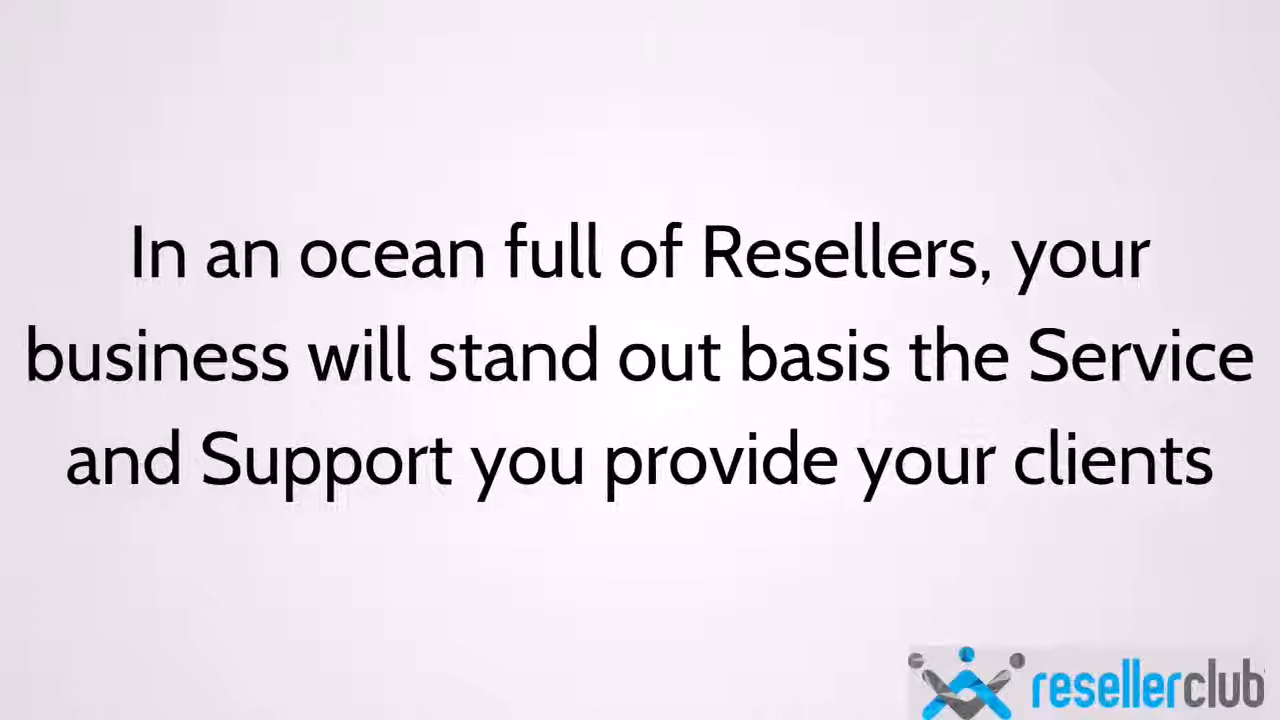 In an ocean full of Resellers, your
business will stand out basis the Service
and Support you provide your clients
resellerclub